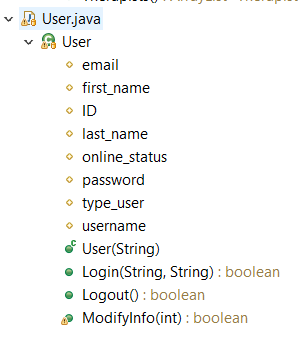 User.java
User
email
first_name
ID
last_name
online_status
password
type_user
username
User(String)
Login(String, String) : boolean
Logout() : boolean
ModifyInfo(int) : boolean